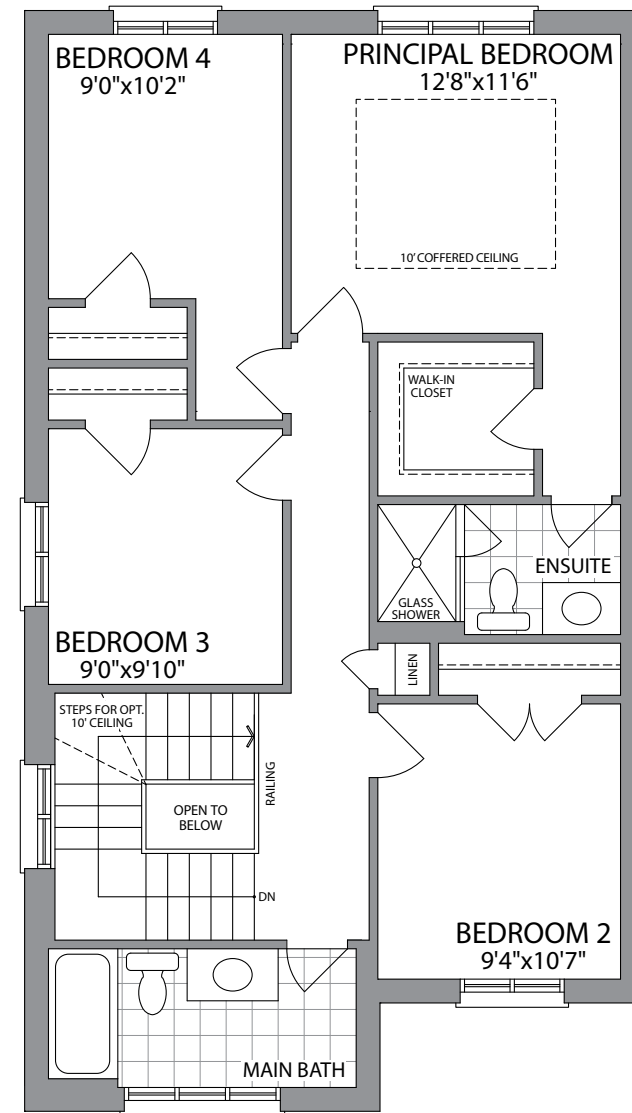 BEDROOM 4
9'0"x10'2"
PRINCIPAL BEDROOM
12'8"x11'6"
10' COFFERED CEILING
WALK-IN
CLOSET
ENSUITE
GLASS
SHOWER
BEDROOM 3
9'0"x9'10"
LINEN
STEPS FOR OPT.
10' CEILING
RAILING
OPEN TO
BELOW
DN
BEDROOM 2
9'4"x10'7"
MAIN BATH